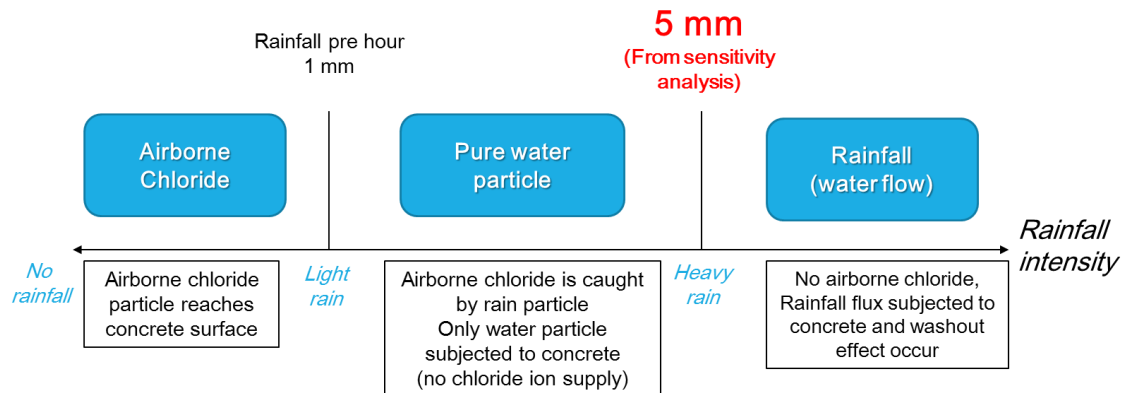 Rainfall pre hour
1 mm
5 mm
(From sensitivity
analysis)
Airborne
Chloride
Pure water
particle
Rainfall
(water flow)
Rainfall
intensity
No
rainfall
Airborne chloride
particle reaches
concrete surface
Light
rain
Airborne chloride is caught
by rain particle
Only water particle
subjected to concrete
(no chloride ion supply)
Heavy
rain
No airborne chloride,
Rainfall flux subjected to
concrete and washout
effect occur